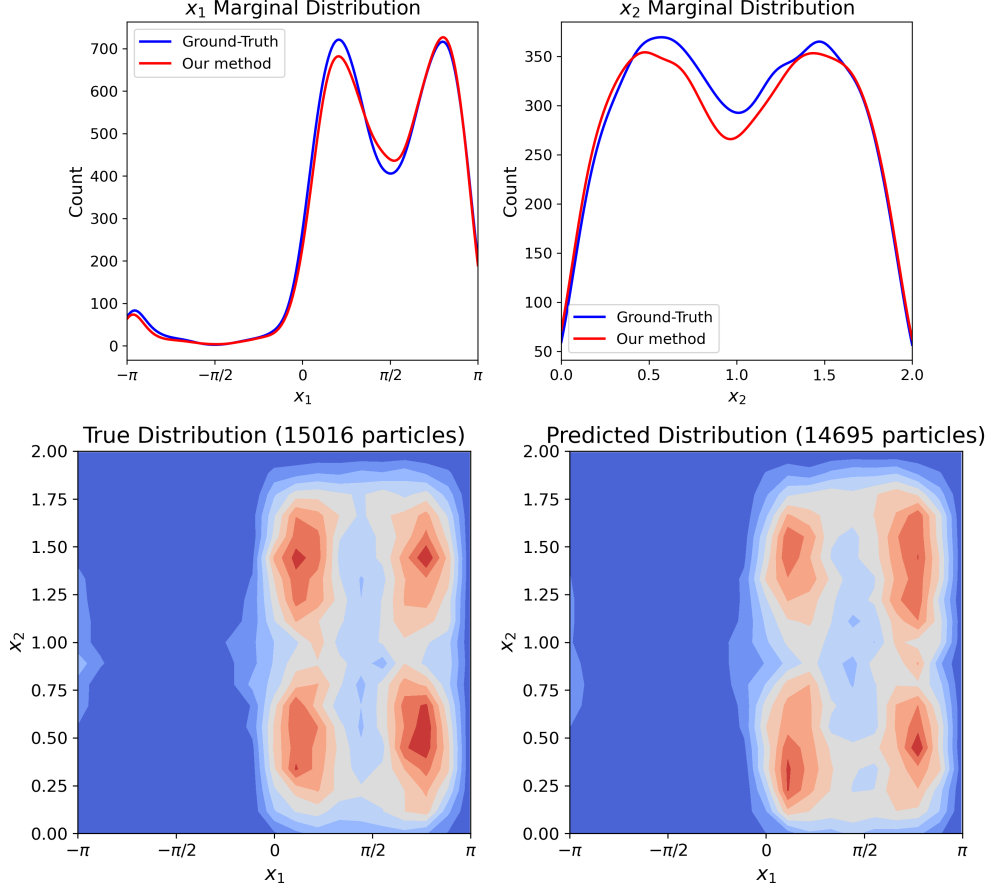 x₁ Marginal Distribution
Count
700
600
500
400
300
200
100
0
Ground-Truth
Our method
−π
−π/2
0
π/2
π
x₁
x₂ Marginal Distribution
Count
350
300
250
200
150
100
50
Ground-Truth
Our method
0.0
0.5
1.0
1.5
2.0
x₂
True Distribution (15016 particles)
x₂
2.00
1.75
1.50
1.25
1.00
0.75
0.50
0.25
0.00
−π
−π/2
0
π/2
π
x₁
Predicted Distribution (14695 particles)
x₂
2.00
1.75
1.50
1.25
1.00
0.75
0.50
0.25
0.00
−π
−π/2
0
π/2
π
x₁